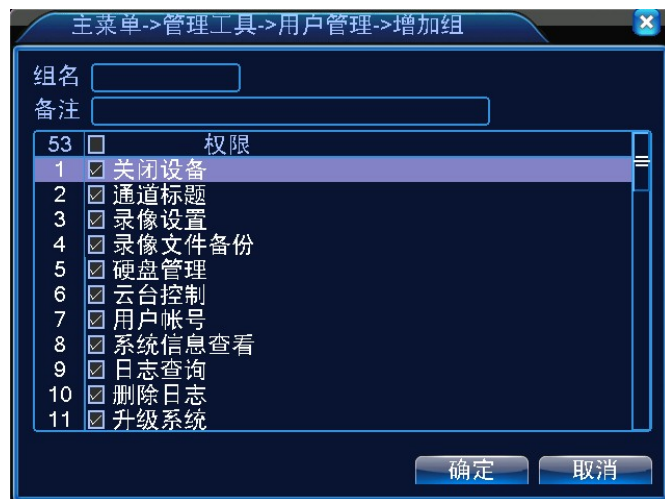 主菜单->管理工具->用户管理->增加组
组名
备注
53 权限
1 关闭设备
2 通道标题
3 录像设置
4 录像文件备份
5 硬盘管理
6 云台控制
7 用户帐号
8 系统信息查看
9 日志查询
10 删除日志
11 升级系统
确定 取消